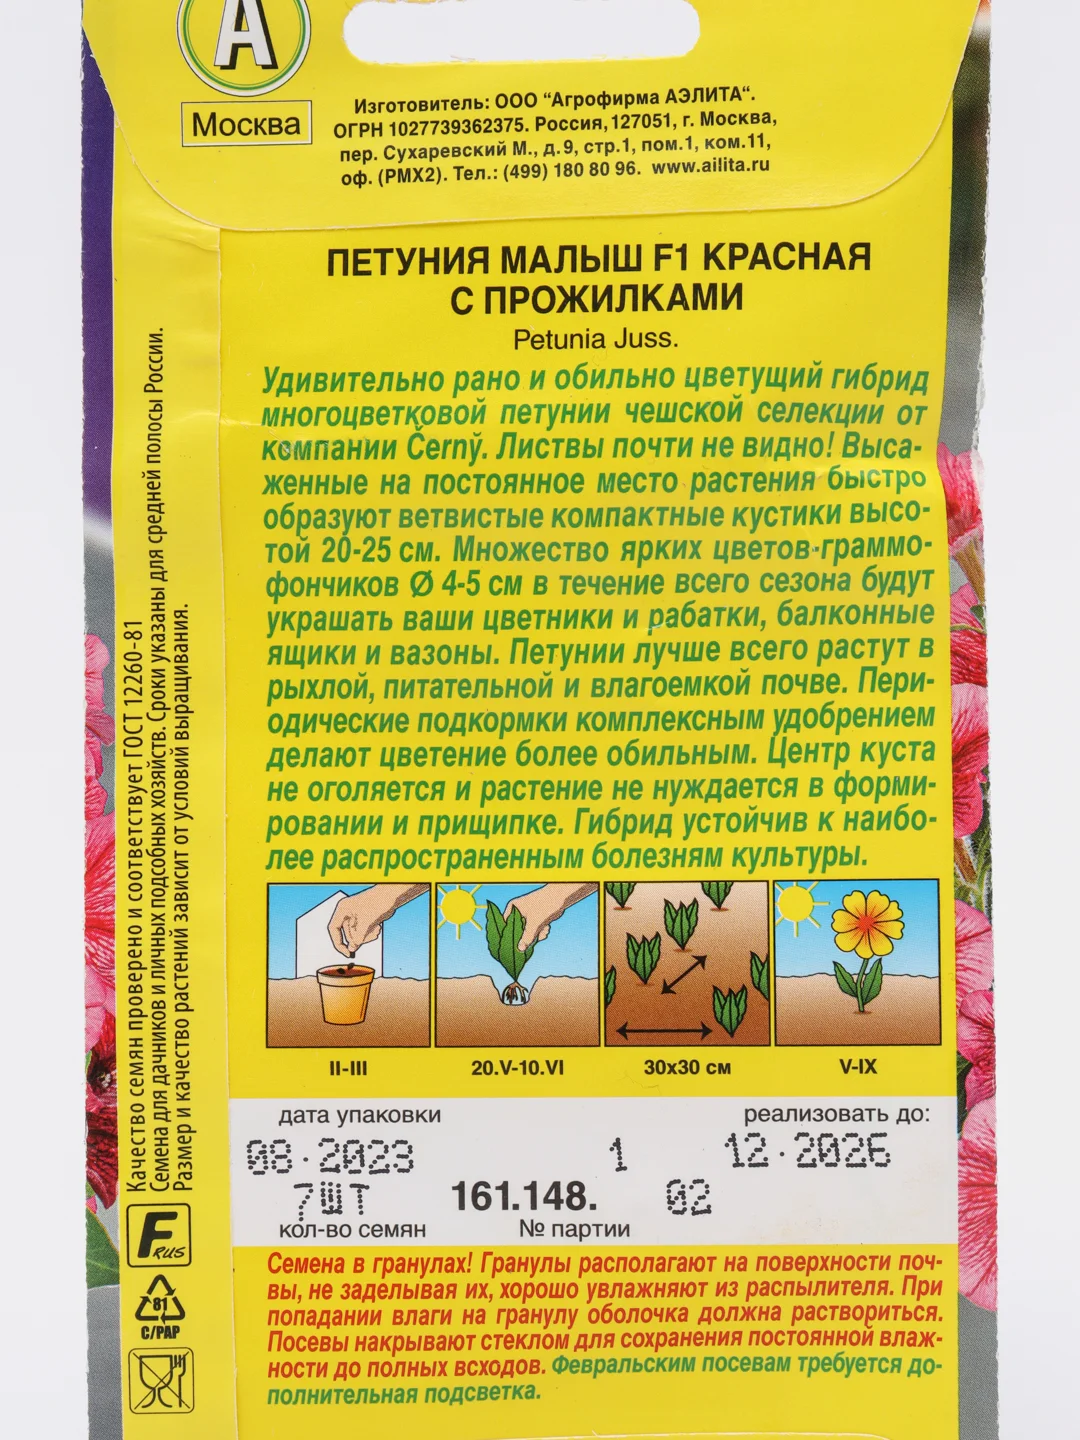 А
Москва
Изготовитель: ООО “Агрофирма АЭЛИТА“.
ОГРН 1027739362375. Россия,127051, г. Москва,
пер. Сухаревский М., д.9, стр.1, пом.1, ком.11,
оф. (РМХ2). Тел.: (499) 180 80 96. www.ailita.ru
ПЕТУНИЯ МАЛЫШ F1 КРАСНАЯ
С ПРОЖИЛКАМИ
Petunia Juss.
Удивительно рано и обильно цветущий гибрид
многоцветковой петунии чешской селекции от
компании Černý. Листвы почти не видно! Выса-
женные на постоянное место растения быстро
образуют ветвистые компактные кустики высо-
той 20-25 см. Множество ярких цветов-граммо-
фончиков Ø 4-5 см в течение всего сезона будут
украшать ваши цветники и рабатки, балконные
ящики и вазоны. Петунии лучше всего растут в
рыхлой, питательной и влагоемкой почве. Пери-
одические подкормки комплексным удобрением
делают цветение более обильным. Центр куста
не оголяется и растение не нуждается в форми-
ровании и прищипке. Гибрид устойчив к наибо-
лее распространенным болезням культуры.
II-III
20.V-10.VI
30х30 см
V-IX
дата упаковки
реализовать до:
08.2023
1
12.2026
7ШТ
161.148.
02
кол-во семян
№ партии
Семена в гранулах! Гранулы располагают на поверхности поч-
вы, не заделывая их, хорошо увлажняют из распылителя. При
попадании влаги на гранулу оболочка должна раствориться.
Посевы накрывают стеклом для сохранения постоянной влаж-
ности до полных всходов. Февральским посевам требуется до-
полнительная подсветка.
Качество семян проверено и соответствует ГОСТ 12260-81
Семена для дачников и личных подсобных хозяйств. Сроки указаны для средней полосы России.
Размер и качество растений зависит от условий выращивания.
F RUS
81
C/PAP